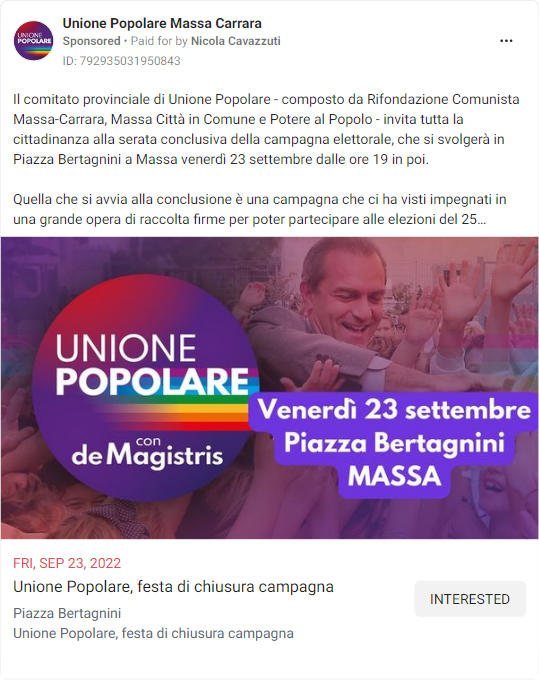 Unione Popolare Massa Carrara
Sponsored • Paid for by Nicola Cavazzuti
ID: 792935031950843
UNIONE
POPOLARE
Il comitato provinciale di Unione Popolare - composto da Rifondazione Comunista
Massa-Carrara, Massa Città in Comune e Potere al Popolo - invita tutta la
cittadinanza alla serata conclusiva della campagna elettorale, che si svolgerà in
Piazza Bertagnini a Massa venerdì 23 settembre dalle ore 19 in poi.
Quella che si avvia alla conclusione è una campagna che ci ha visti impegnati in
una grande opera di raccolta firme per poter partecipare alle elezioni del 25...
UNIONE
POPOLARE
con
de Magistris
Venerdì 23 settembre
Piazza Bertagnini
MASSA
FRI, SEP 23, 2022
Unione Popolare, festa di chiusura campagna
Piazza Bertagnini
Unione Popolare, festa di chiusura campagna
INTERESTED